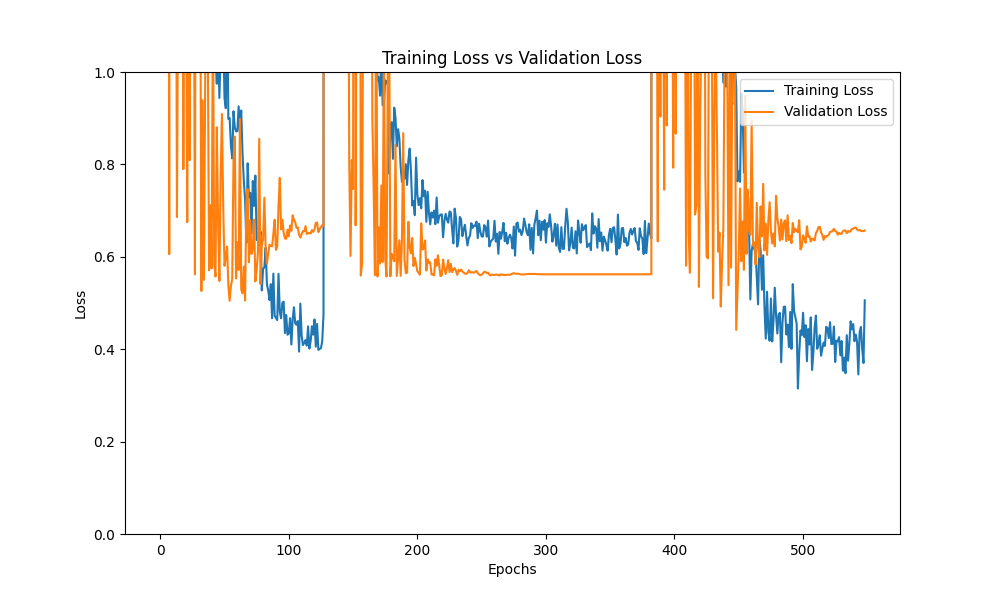 Training Loss vs Validation Loss
Training Loss
Validation Loss
Loss
1.0
0.8
0.6
0.4
0.2
0.0
0 100 200 300 400 500
Epochs